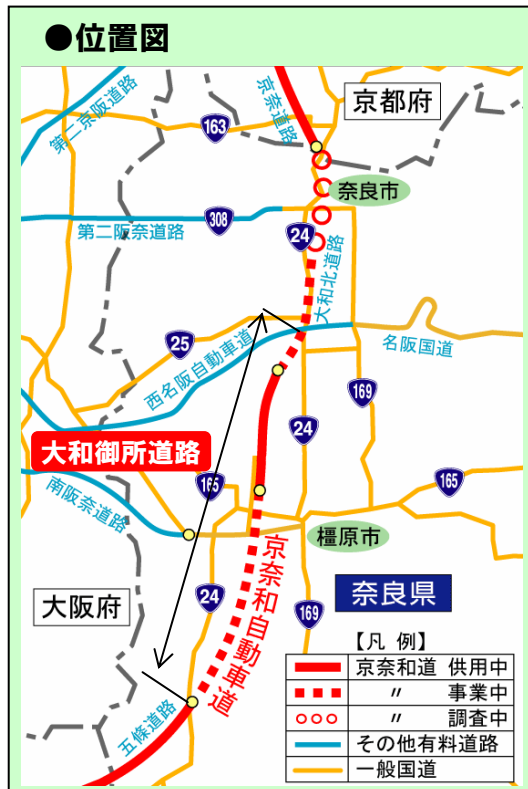 ●位置図
第二京阪道路
163
京奈道路
京都府
奈良市
308
第二阪奈道路
24
大和北道路
25
西名阪自動車道
名阪国道
169
大和御所道路
24
165
165
南阪奈道路
橿原市
京奈和自動車道
大阪府
24
169
奈良県
五條道路
【凡 例】
京奈和道 供用中
〃 事業中
〃 調査中
その他有料道路
一般国道